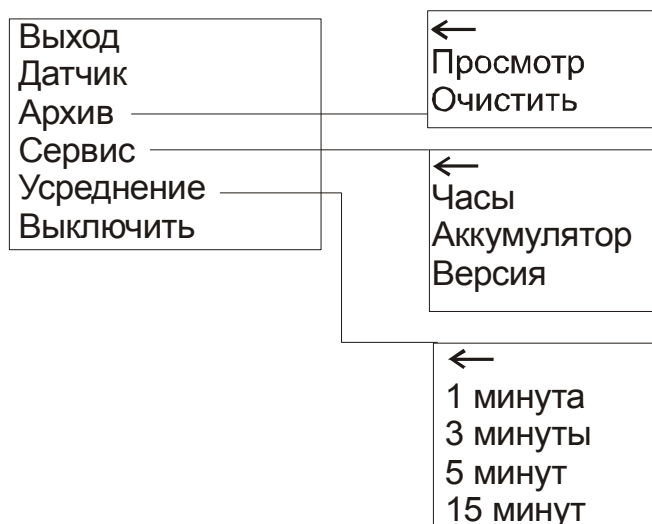 Выход
Датчик
Архив
Сервис
Усреднение
Выключить
←
Просмотр
Очистить
←
Часы
Аккумулятор
Версия
←
1 минута
3 минуты
5 минут
15 минут